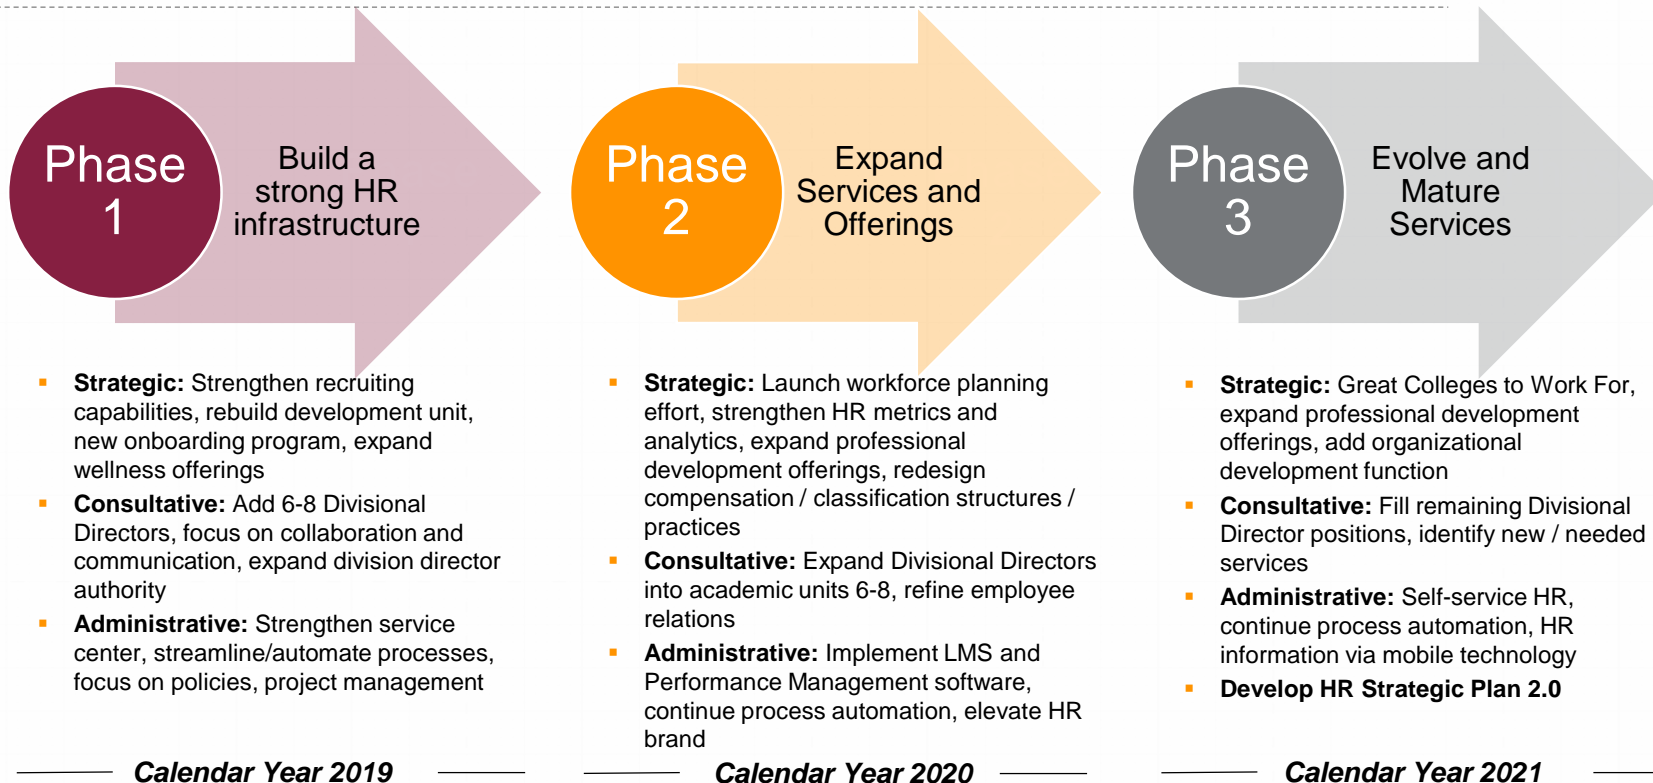 Phase
1
Build a
strong HR
infrastructure
▪ Strategic: Strengthen recruiting
capabilities, rebuild development unit,
new onboarding program, expand
wellness offerings
▪ Consultative: Add 6-8 Divisional
Directors, focus on collaboration and
communication, expand division director
authority
▪ Administrative: Strengthen service
center, streamline/automate processes,
focus on policies, project management
Calendar Year 2019
Phase
2
Expand
Services and
Offerings
▪ Strategic: Launch workforce planning
effort, strengthen HR metrics and
analytics, expand professional
development offerings, redesign
compensation / classification structures /
practices
▪ Consultative: Expand Divisional Directors
into academic units 6-8, refine employee
relations
▪ Administrative: Implement LMS and
Performance Management software,
continue process automation, elevate HR
brand
Calendar Year 2020
Phase
3
Evolve and
Mature
Services
▪ Strategic: Great Colleges to Work For,
expand professional development
offerings, add organizational
development function
▪ Consultative: Fill remaining Divisional
Director positions, identify new / needed
services
▪ Administrative: Self-service HR,
continue process automation, HR
information via mobile technology
▪ Develop HR Strategic Plan 2.0
Calendar Year 2021